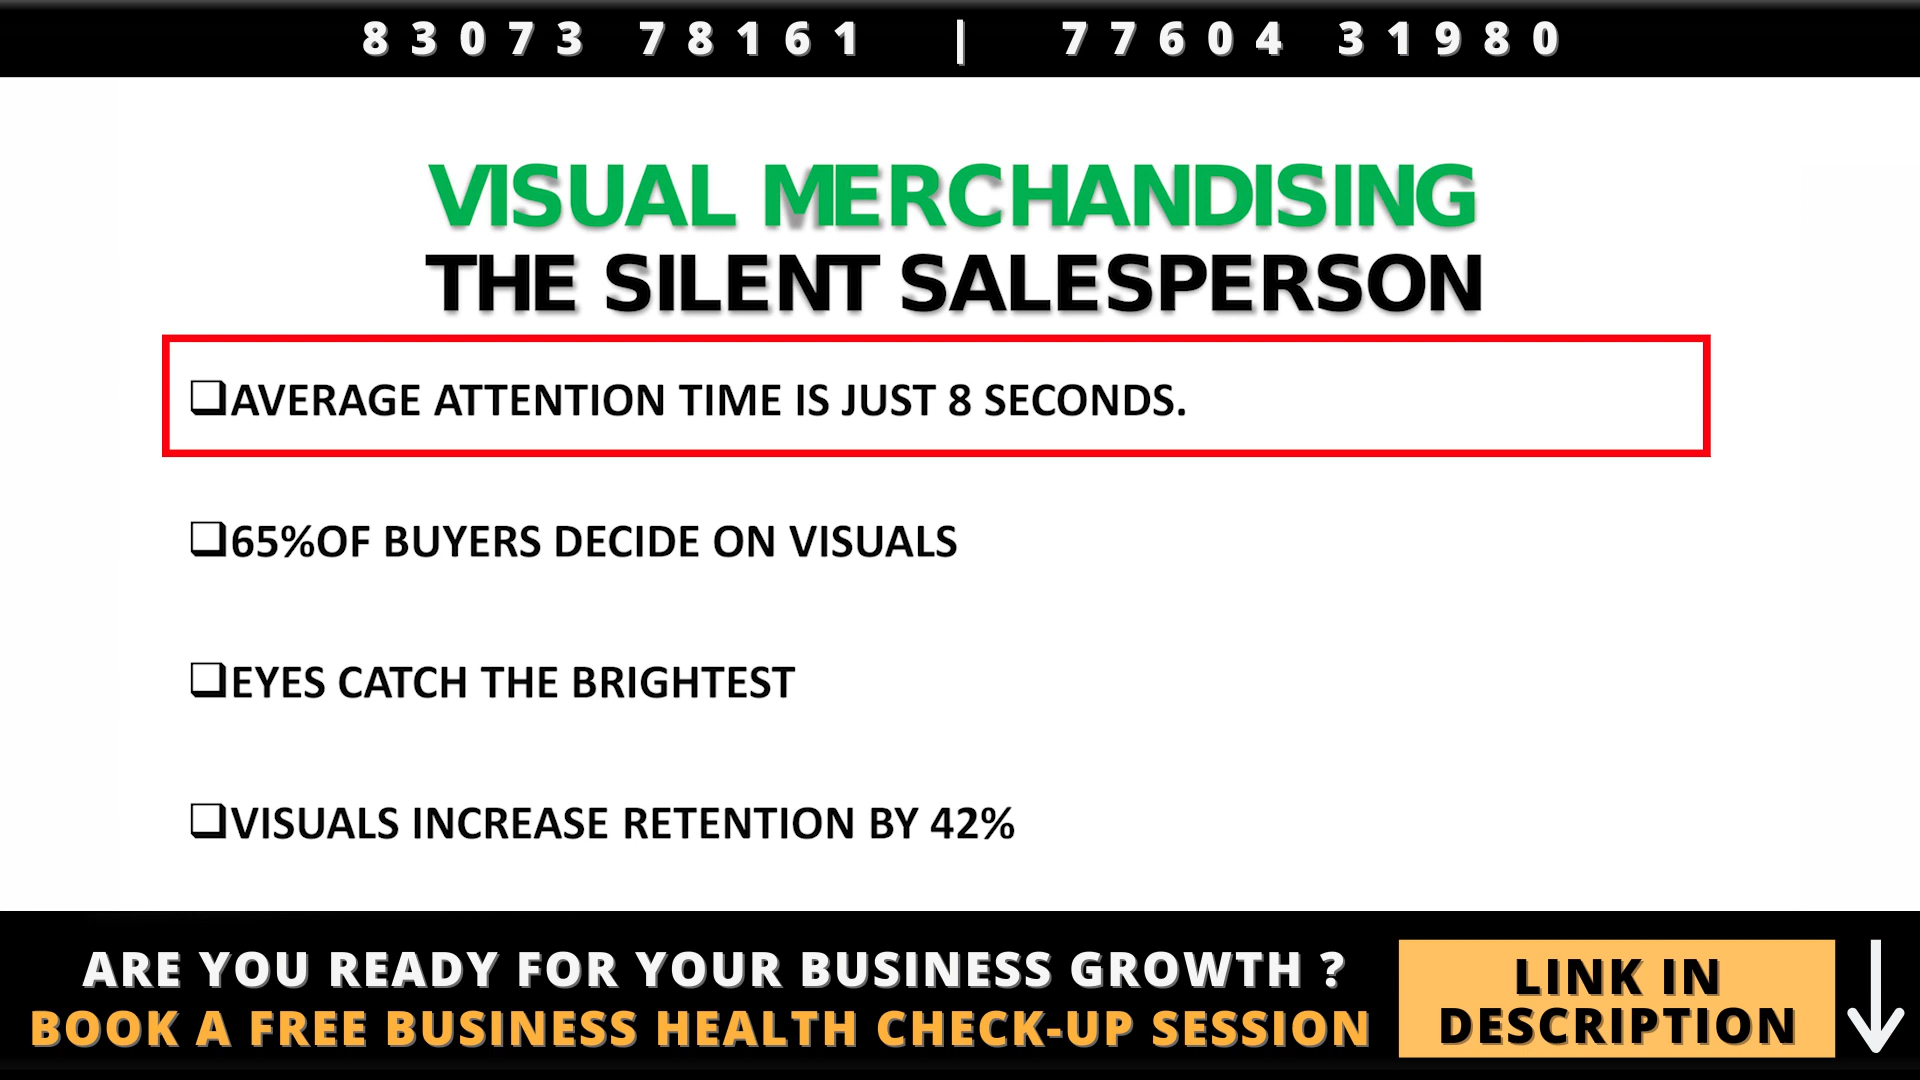 83073 78161 | 77604 31980
VISUAL MERCHANDISING
THE SILENT SALESPERSON
❑AVERAGE ATTENTION TIME IS JUST 8 SECONDS.
❑65%OF BUYERS DECIDE ON VISUALS
❑EYES CATCH THE BRIGHTEST
❑VISUALS INCREASE RETENTION BY 42%
ARE YOU READY FOR YOUR BUSINESS GROWTH ?
BOOK A FREE BUSINESS HEALTH CHECK-UP SESSION
LINK IN
DESCRIPTION